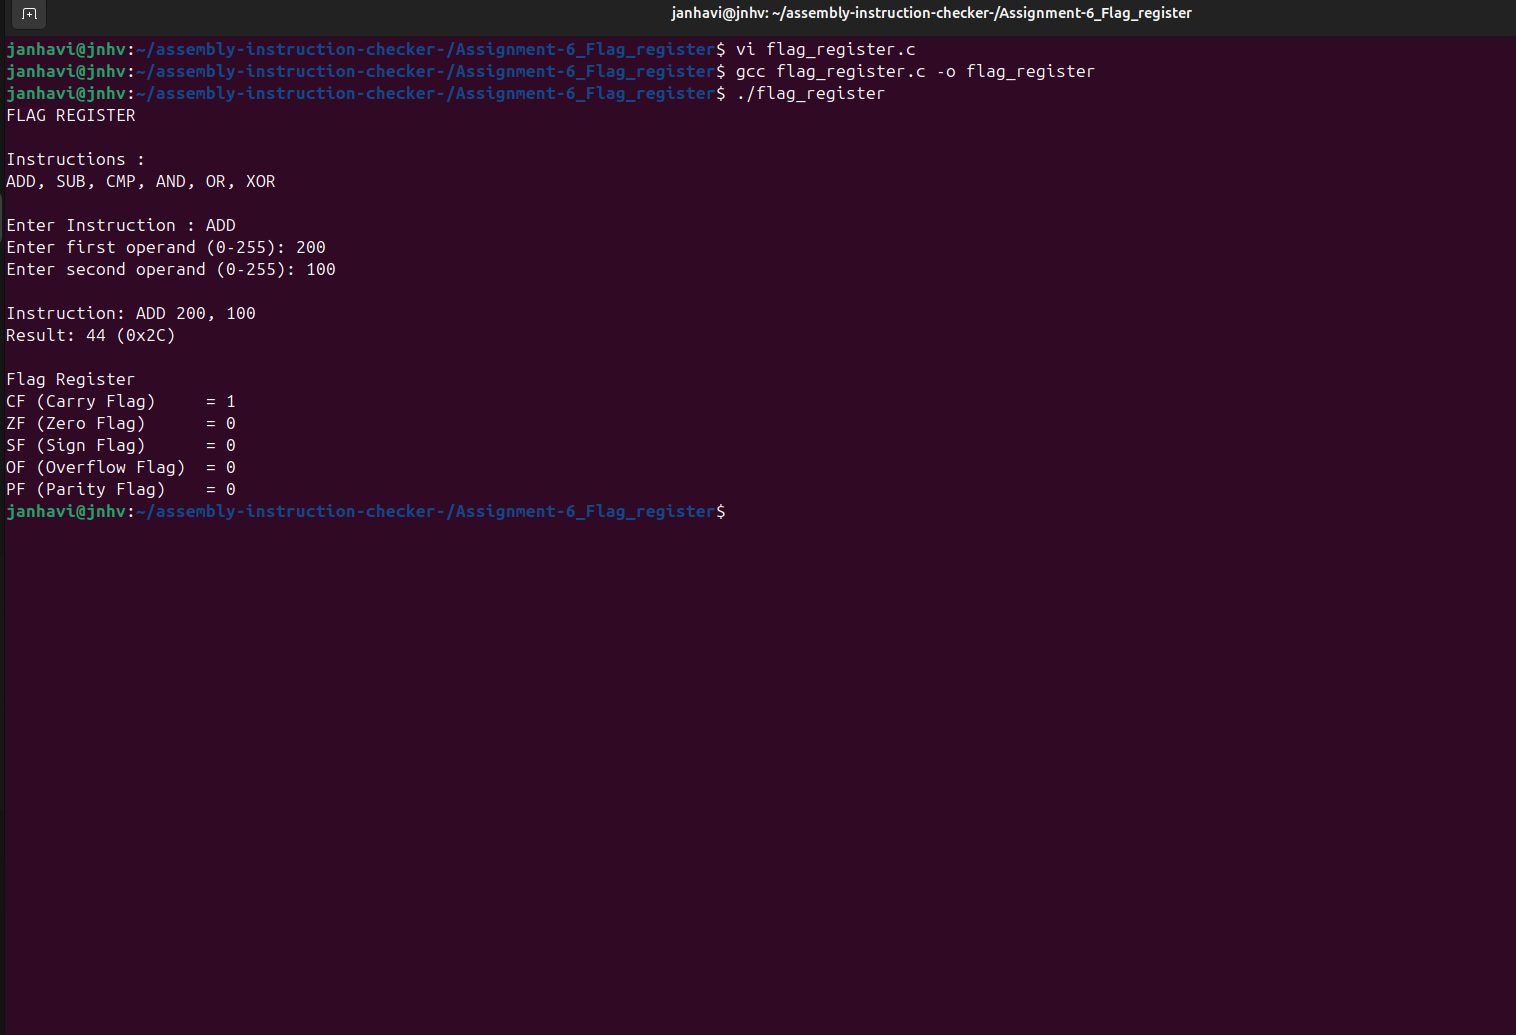 janhavi@jnhv: ~/assembly-instruction-checker-/Assignment-6_Flag_register
janhavi@jnhv:~/assembly-instruction-checker-/Assignment-6_Flag_register$ vi flag_register.c
janhavi@jnhv:~/assembly-instruction-checker-/Assignment-6_Flag_register$ gcc flag_register.c -o flag_register
janhavi@jnhv:~/assembly-instruction-checker-/Assignment-6_Flag_register$ ./flag_register
FLAG REGISTER
Instructions :
ADD, SUB, CMP, AND, OR, XOR
Enter Instruction : ADD
Enter first operand (0-255): 200
Enter second operand (0-255): 100
Instruction: ADD 200, 100
Result: 44 (0x2C)
Flag Register
CF (Carry Flag)     = 1
ZF (Zero Flag)      = 0
SF (Sign Flag)      = 0
OF (Overflow Flag)  = 0
PF (Parity Flag)    = 0
janhavi@jnhv:~/assembly-instruction-checker-/Assignment-6_Flag_register$